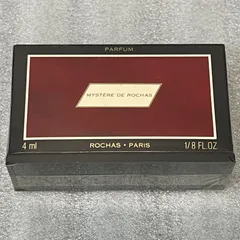 PARFUM
MYSTÈRE DE ROCHAS
4 ml 1/8 FL.OZ
ROCHAS • PARIS